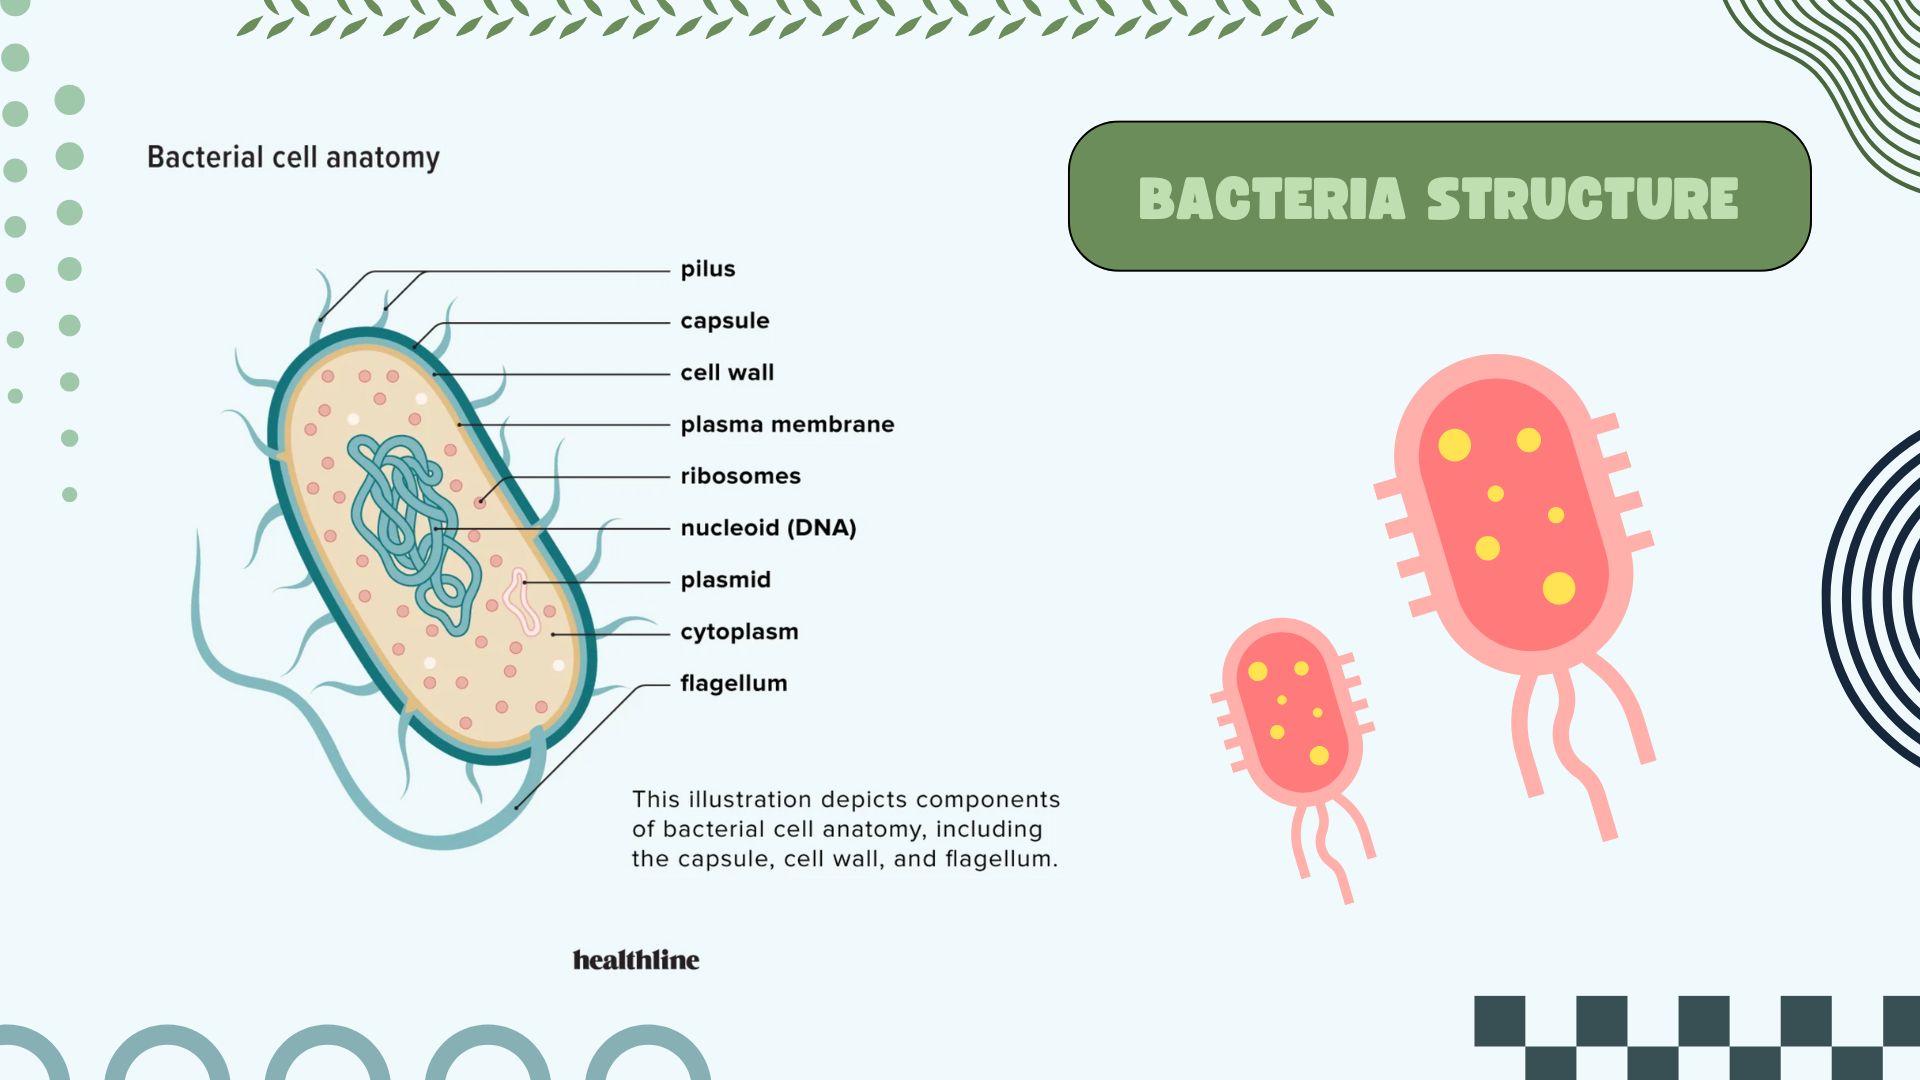 Bacterial cell anatomy
BACTERIA STRUCTURE
pilus
capsule
cell wall
plasma membrane
ribosomes
nucleoid (DNA)
plasmid
cytoplasm
flagellum
This illustration depicts components
of bacterial cell anatomy, including
the capsule, cell wall, and flagellum.
healthline